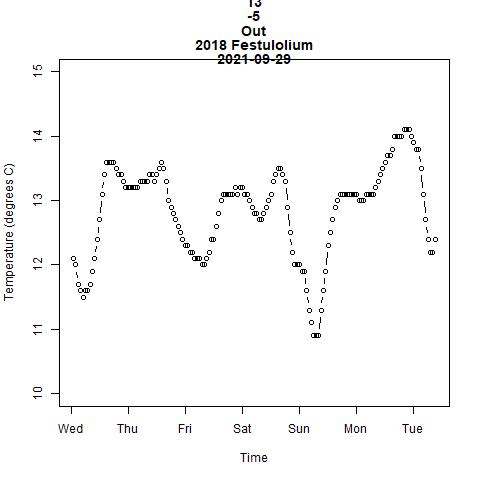 13
-5
Out
2018 Festulolium
2021-09-29
Temperature (degrees C)
15
14
13
12
11
10
Wed
Thu
Fri
Sat
Sun
Mon
Tue
Time